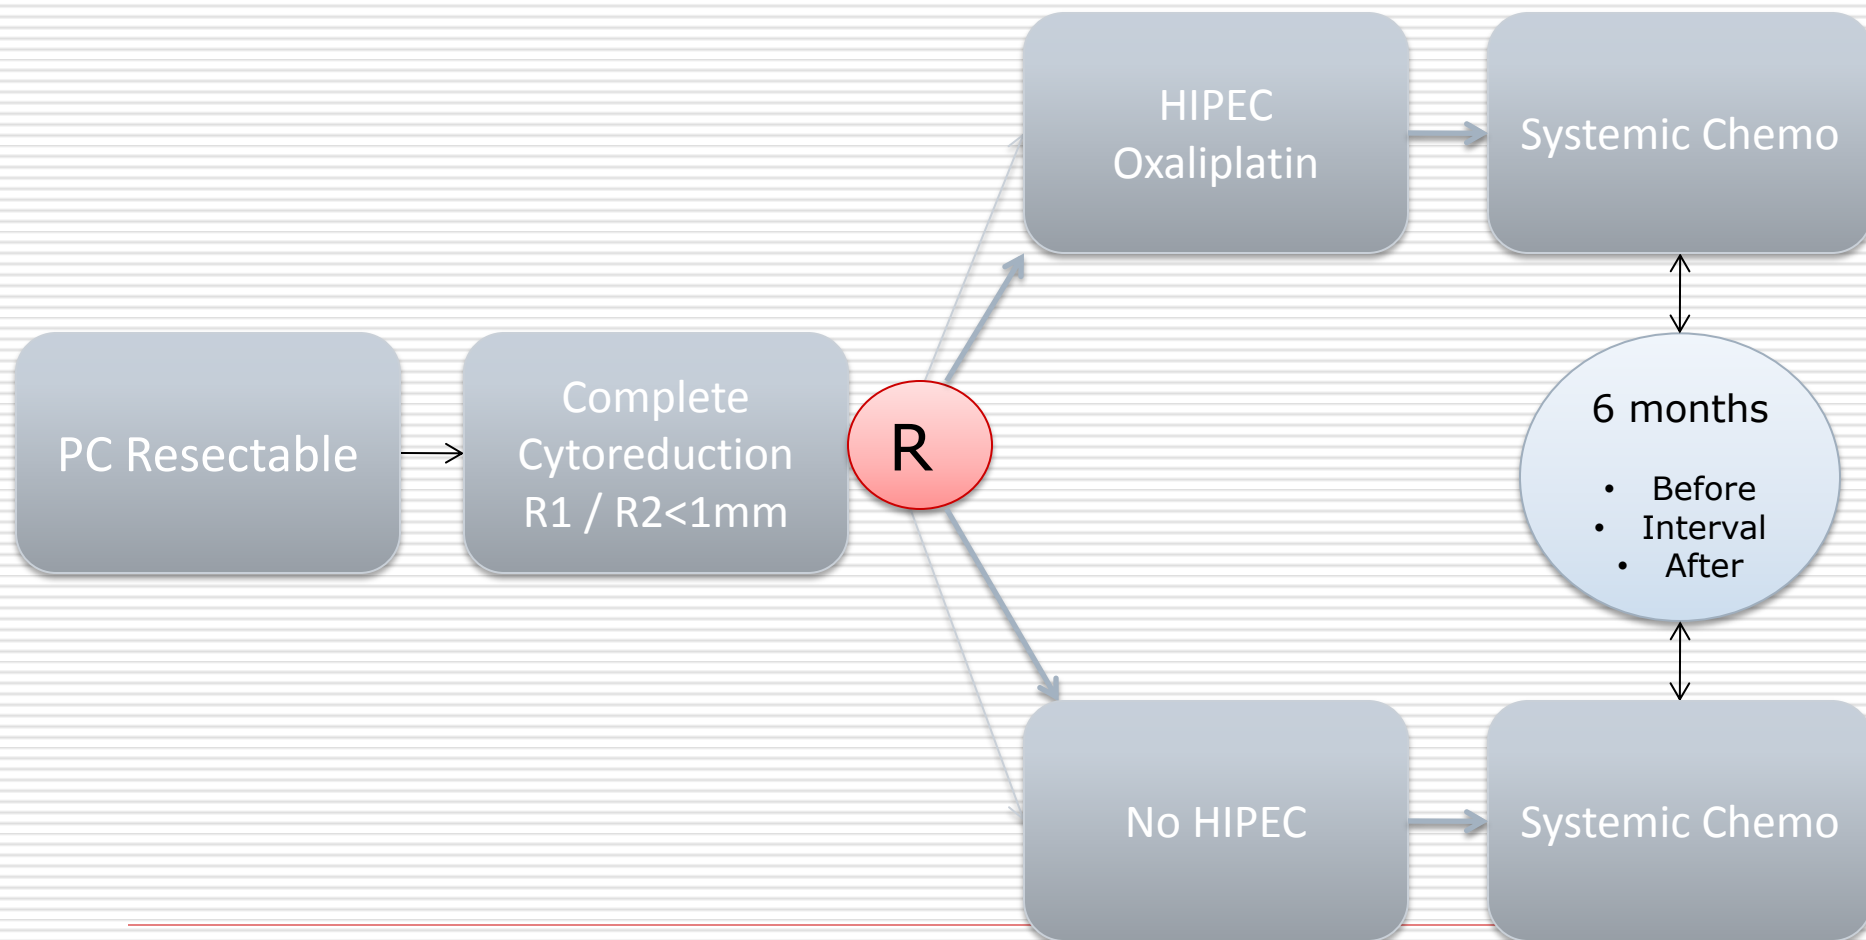 PC Resectable
Complete
Cytoreduction
R1 / R2<1mm
R
HIPEC
Oxaliplatin
Systemic Chemo
6 months
• Before
• Interval
• After
No HIPEC
Systemic Chemo